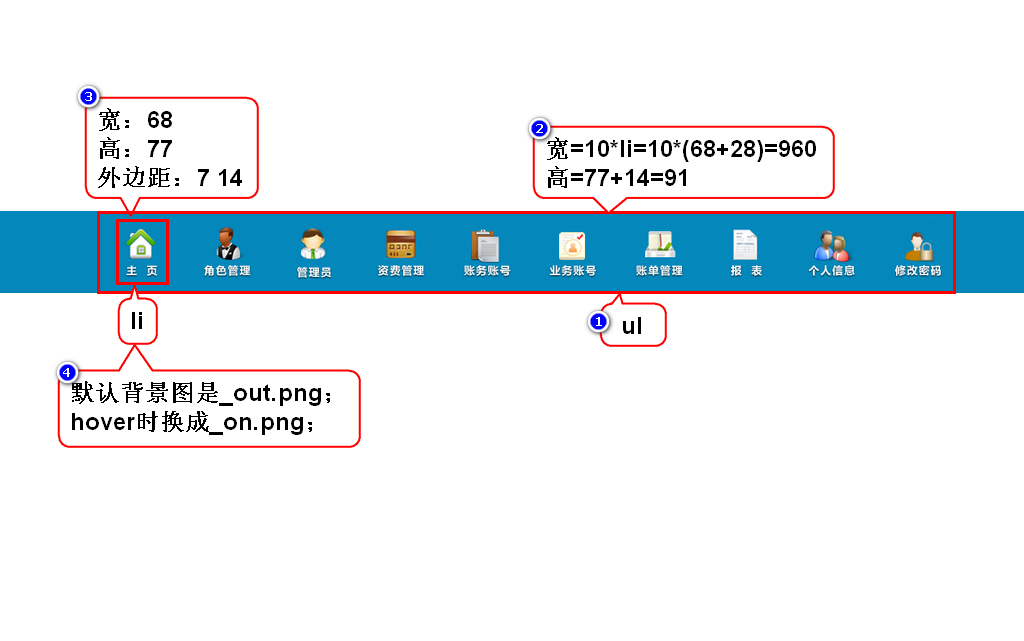 3
宽：68
高：77
外边距：7 14
2
宽=10*li=10*(68+28)=960
高=77+14=91
主 页
角色管理
管理员
资费管理
账务账号
业务账号
账单管理
报 表
个人信息
修改密码
li
1
ul
4
默认背景图是_out.png；
hover时换成_on.png；